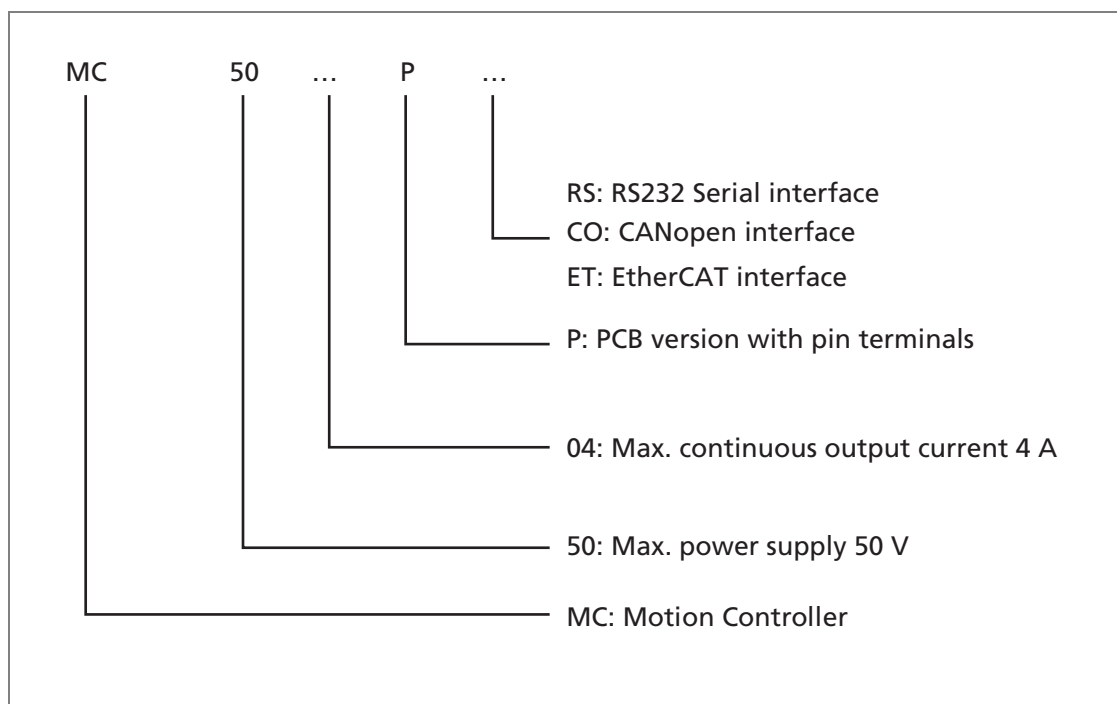 MC 50 ... P ...
RS: RS232 Serial interface
CO: CANopen interface
ET: EtherCAT interface
P: PCB version with pin terminals
04: Max. continuous output current 4 A
50: Max. power supply 50 V
MC: Motion Controller